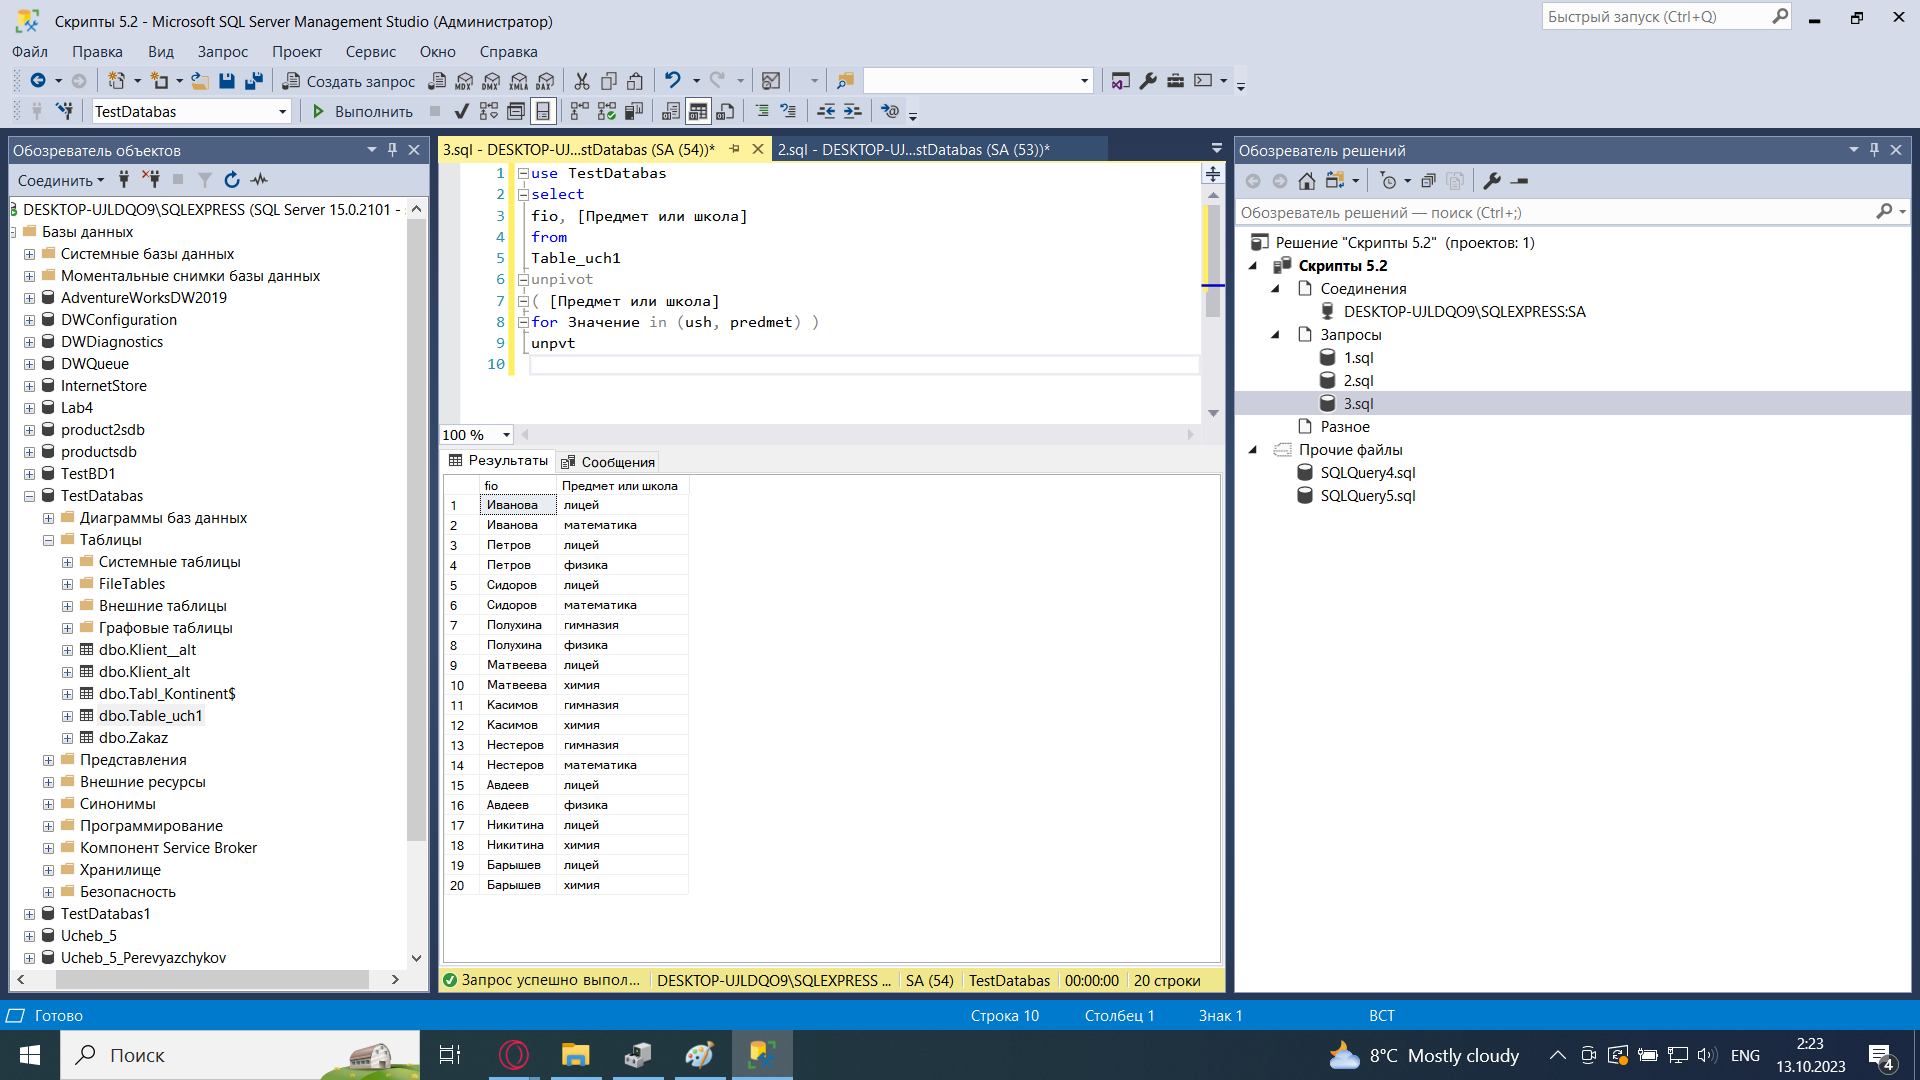 Скрипты 5.2 - Microsoft SQL Server Management Studio (Администратор)
Быстрый запуск (Ctrl+Q)
Файл Правка Вид Запрос Проект Сервис Окно Справка
Создать запрос MDX DMX XMLA DAX
TestDatabas Выполнить
Обозреватель объектов
Соединить
DESKTOP-UJLDQO9\SQLEXPRESS (SQL Server 15.0.2101 -
Базы данных
Системные базы данных
Моментальные снимки базы данных
AdventureWorksDW2019
DWConfiguration
DWDiagnostics
DWQueue
InternetStore
Lab4
product2sdb
productsdb
TestBD1
TestDatabas
Диаграммы баз данных
Таблицы
Системные таблицы
FileTables
Внешние таблицы
Графовые таблицы
dbo.Klient__alt
dbo.Klient_alt
dbo.Tabl_Kontinent$
dbo.Table_uch1
dbo.Zakaz
Представления
Внешние ресурсы
Синонимы
Программирование
Компонент Service Broker
Хранилище
Безопасность
TestDatabas1
Ucheb_5
Ucheb_5_Perevyazchykov
3.sql - DESKTOP-UJ...stDatabas (SA (54))* 2.sql - DESKTOP-UJ...stDatabas (SA (53))*
1 use TestDatabas
2 select
3 fio, [Предмет или школа]
4 from
5 Table_uch1
6 unpivot
7 ( [Предмет или школа]
8 for Значение in (ush, predmet) )
9 unpvt
10
100 %
Результаты Сообщения
fio Предмет или школа
1 Иванова лицей
2 Иванова математика
3 Петров лицей
4 Петров физика
5 Сидоров лицей
6 Сидоров математика
7 Полухина гимназия
8 Полухина физика
9 Матвеева лицей
10 Матвеева химия
11 Касимов гимназия
12 Касимов химия
13 Нестеров гимназия
14 Нестеров математика
15 Авдеев лицей
16 Авдеев физика
17 Никитина лицей
18 Никитина химия
19 Барышев лицей
20 Барышев химия
Запрос успешно выпол... DESKTOP-UJLDQO9\SQLEXPRESS ... SA (54) TestDatabas 00:00:00 20 строки
Обозреватель решений
Обозреватель решений — поиск (Ctrl+;)
Решение "Скрипты 5.2" (проектов: 1)
Скрипты 5.2
Соединения
DESKTOP-UJLDQO9\SQLEXPRESS:SA
Запросы
1.sql
2.sql
3.sql
Разное
Прочие файлы
SQLQuery4.sql
SQLQuery5.sql
Готово Строка 10 Столбец 1 Знак 1 ВСТ
Поиск
8°C Mostly cloudy
ENG
2:23
13.10.2023
4